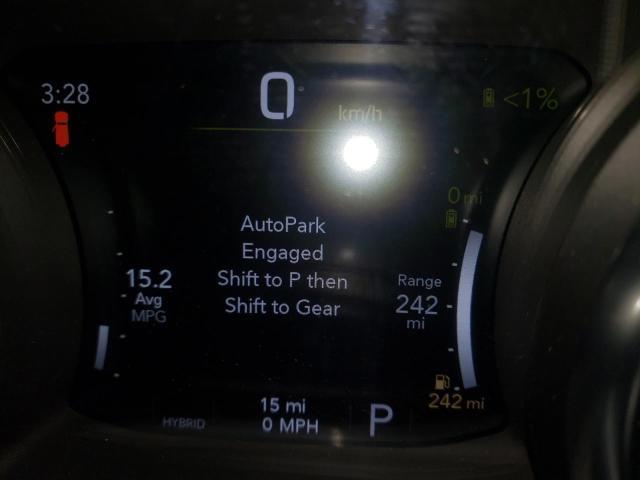 3:28
0
km/h
<1%
0 mi
AutoPark
Engaged
Shift to P then
Shift to Gear
15.2
Avg
MPG
Range
242
mi
242 mi
15 mi
0 MPH
HYBRID
P